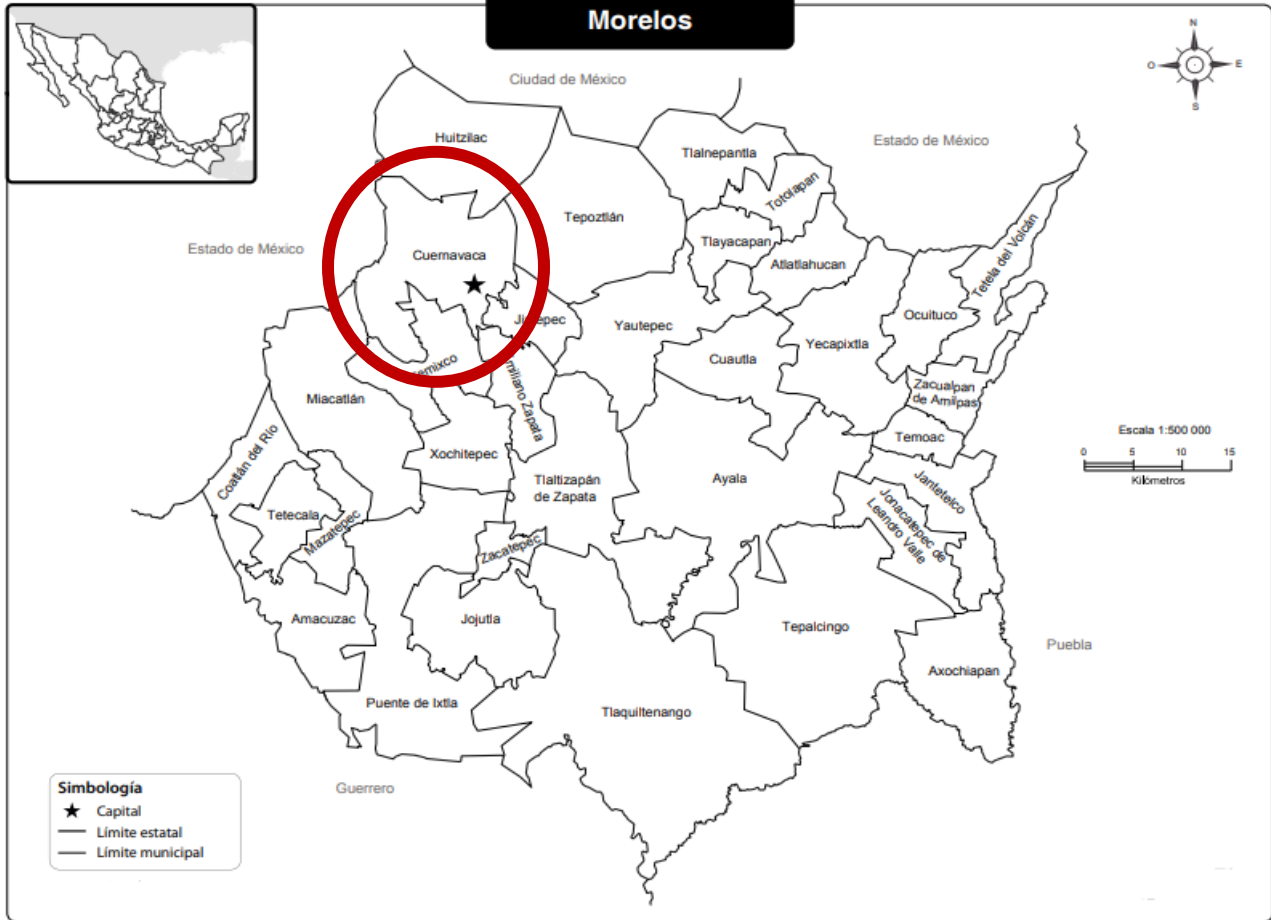 Morelos
N
O
E
S
Ciudad de México
Huitzilac
Estado de México
Tlalnepantla
Totolapan
Tepoztlán
Tetela del Volcán
Estado de México
Tlayacapan
Cuernavaca
Atlatlahucan
Ocuituco
Jiutepec
Yautepec
Yecapixtla
Cuautla
Temixco
Emiliano Zapata
Zacualpan
de Amilpas
Miacatlán
Escala 1:500 000
Temoac
0 5 10 15
Kilómetros
Coatlán del Río
Xochitepec
Tlaltizapán
de Zapata
Ayala
Jantetelco
Jonacatepec de
Leandro Valle
Tetecala
Mazatepec
Zacatepec
Amacuzac
Jojutla
Tepalcingo
Puebla
Axochiapan
Puente de Ixtla
Tlaquiltenango
Guerrero
Simbología
Capital
Límite estatal
Límite municipal